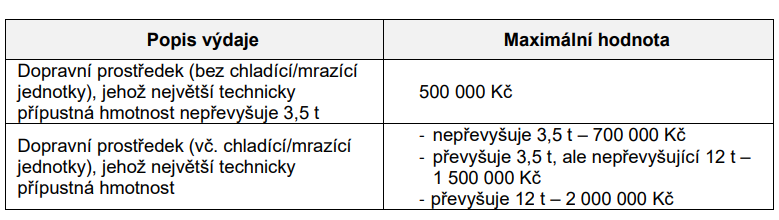 Popis výdaje
Maximální hodnota
Dopravní prostředek (bez chladící/mrazící
jednotky), jehož největší technicky
přípustná hmotnost nepřevyšuje 3,5 t
500 000 Kč
Dopravní prostředek (vč. chladící/mrazící
jednotky), jehož největší technicky
přípustná hmotnost
- nepřevyšuje 3,5 t – 700 000 Kč
- převyšuje 3,5 t, ale nepřevyšující 12 t –
1 500 000 Kč
- převyšuje 12 t – 2 000 000 Kč